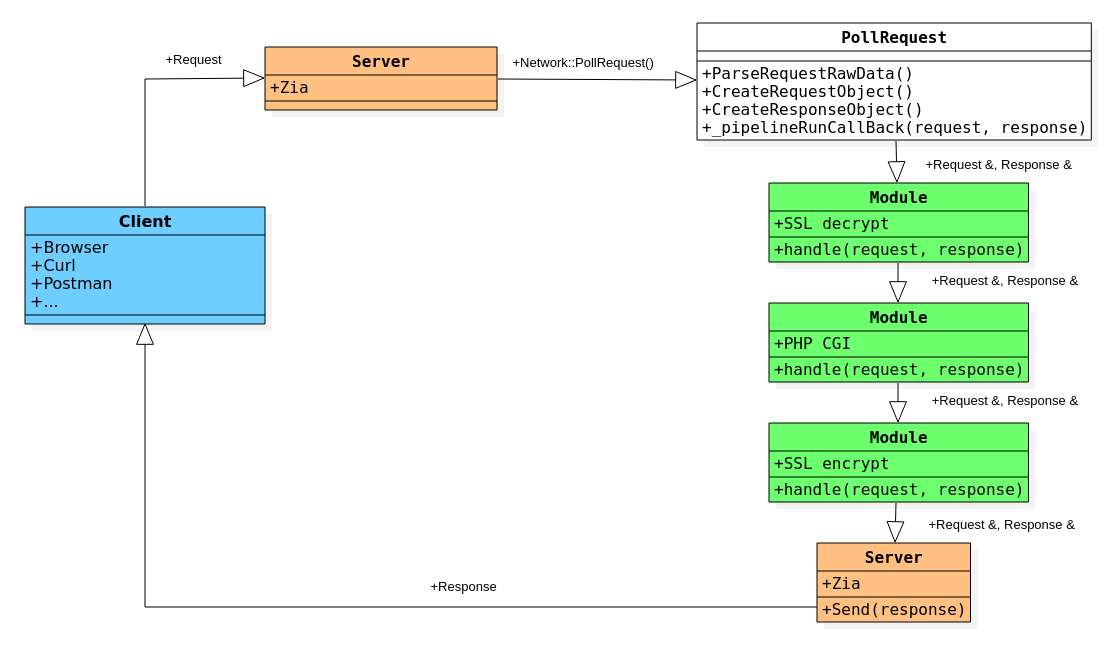 +Request
Server
+Zia
+Network::PollRequest()
PollRequest
+ParseRequestRawData()
+CreateRequestObject()
+CreateResponseObject()
+_pipelineRunCallBack(request, response)
+Request &, Response &
Module
+SSL decrypt
+handle(request, response)
Client
+Browser
+Curl
+Postman
+...
+Request &, Response &
Module
+PHP CGI
+handle(request, response)
+Request &, Response &
Module
+SSL encrypt
+handle(request, response)
+Request &, Response &
Server
+Zia
+Send(response)
+Response